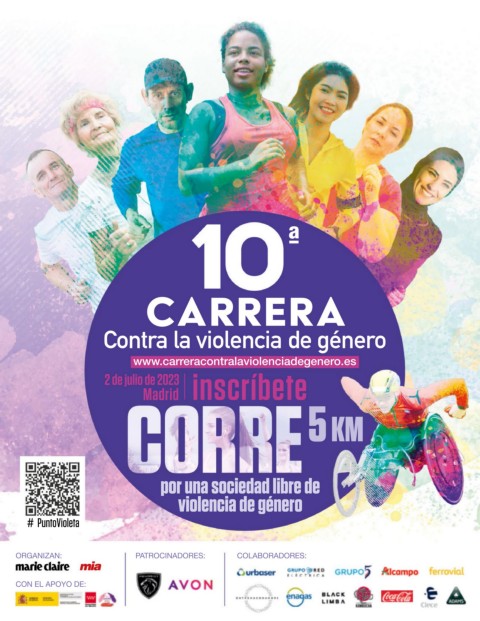 10ª
CARRERA
Contra la violencia de género
www.carreracontralaviolenciadegenero.es
2 de julio de 2023
Madrid
inscríbete
CORRE 5 KM
por una sociedad libre de
violencia de género
# PuntoVioleta
ORGANIZAN:
marie claire mia
CON EL APOYO DE:
PATROCINADORES:
AVON
COLABORADORES:
urbaser
GRUPO RED
ELÉCTRICA
GRUPO5
Alcampo
ferrovial
enagas
BLACK
LIMBA
Coca-Cola
Clece